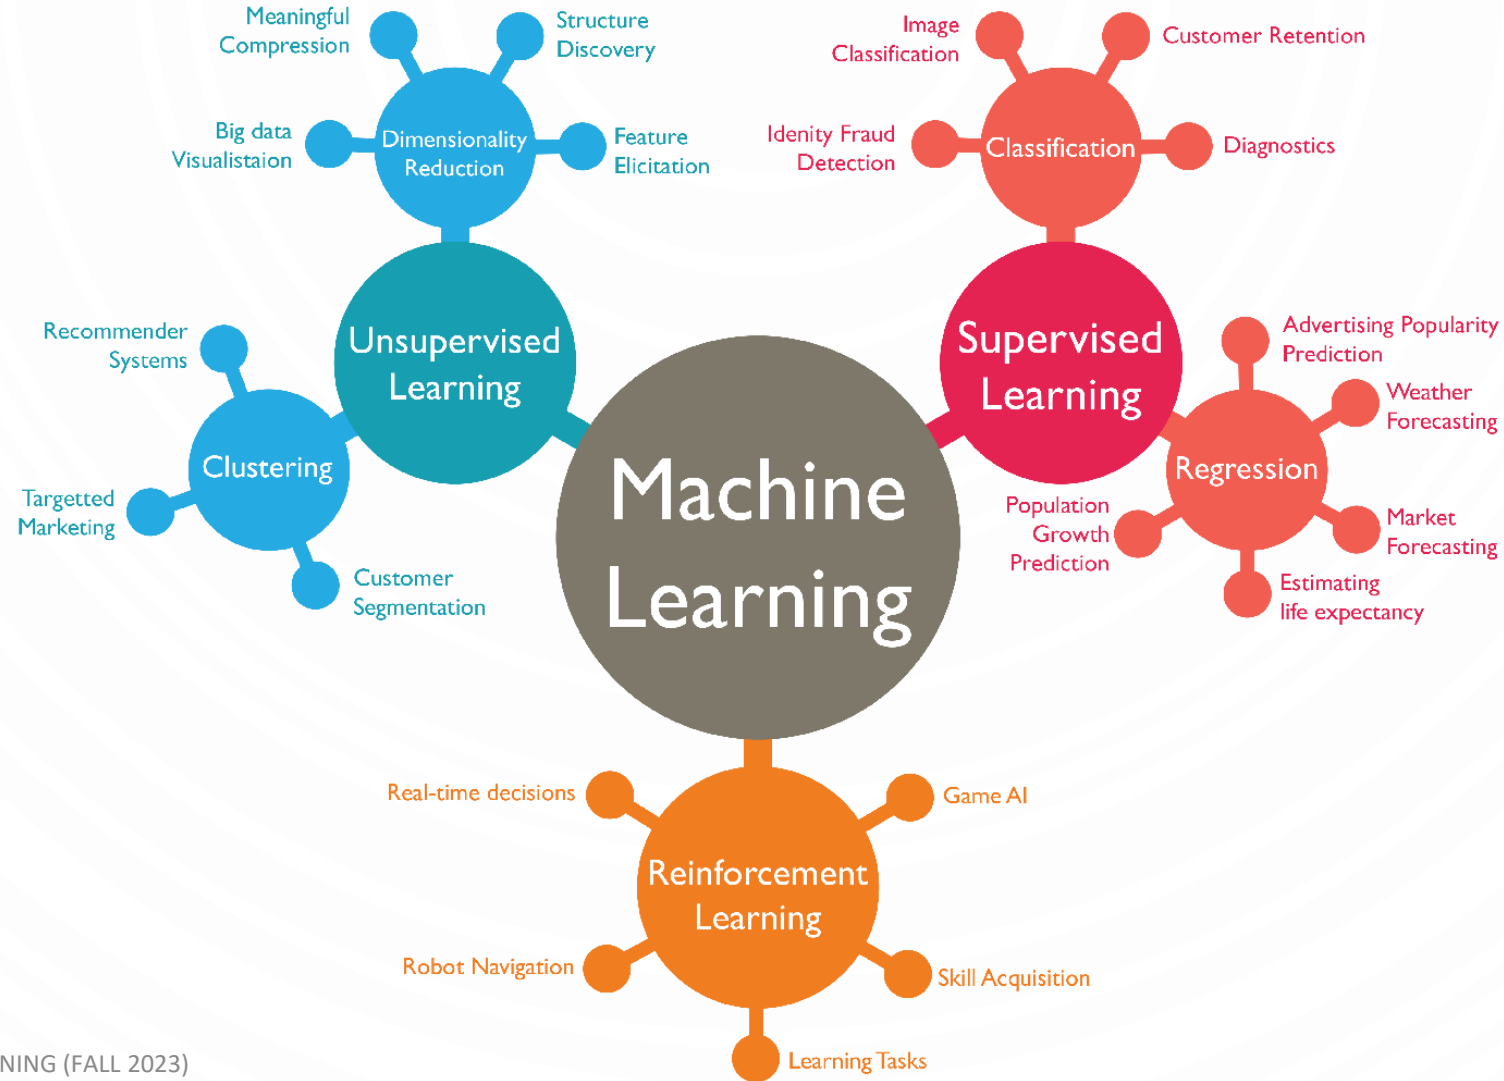 Meaningful
Compression
Structure
Discovery
Big data
Visualistaion
Dimensionality
Reduction
Feature
Elicitation
Image
Classification
Customer Retention
Idenity Fraud
Detection
Classification
Diagnostics
Unsupervised
Learning
Recommender
Systems
Clustering
Targetted
Marketing
Customer
Segmentation
Machine
Learning
Supervised
Learning
Advertising Popularity
Prediction
Weather
Forecasting
Regression
Population
Growth
Prediction
Market
Forecasting
Estimating
life expectancy
Real-time decisions
Game AI
Reinforcement
Learning
Robot Navigation
Skill Acquisition
Learning Tasks
NING (FALL 2023)